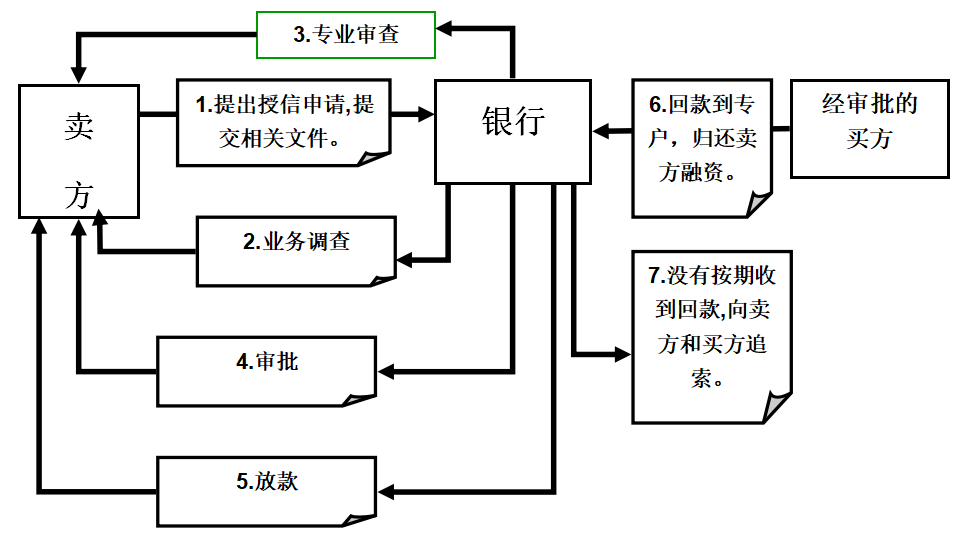 3.专业审查
卖
方
1.提出授信申请,提
交相关文件。
银行
6.回款到专
户，归还卖
方融资。
经审批的
买方
2.业务调查
7.没有按期收
到回款,向卖
方和买方追
索。
4.审批
5.放款